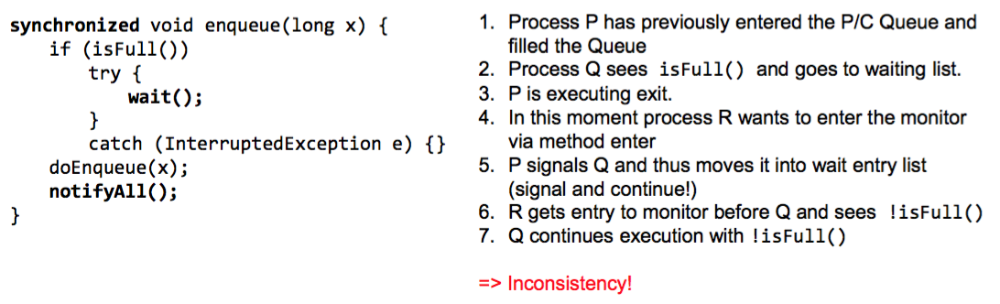 synchronized void enqueue(long x) {
if (isFull())
try {
wait();
}
catch (InterruptedException e) {}
doEnqueue(x);
notifyAll();
}
1. Process P has previously entered the P/C Queue and
filled the Queue
2. Process Q sees isFull() and goes to waiting list.
3. P is executing exit.
4. In this moment process R wants to enter the monitor
via method enter
5. P signals Q and thus moves it into wait entry list
(signal and continue!)
6. R gets entry to monitor before Q and sees !isFull()
7. Q continues execution with !isFull()
=> Inconsistency!